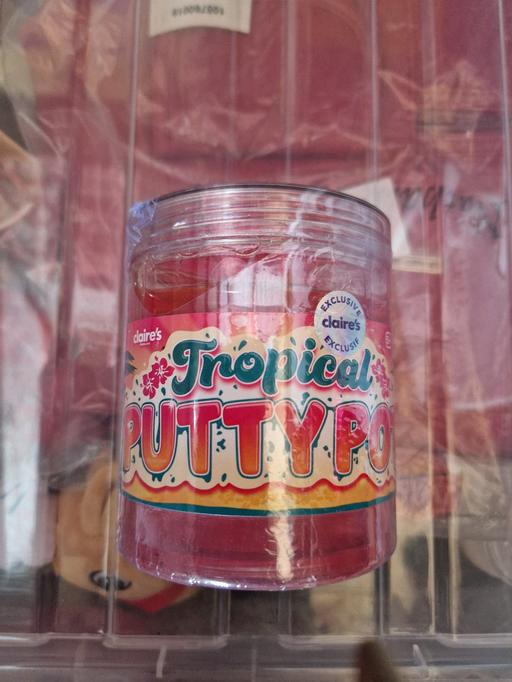 claire's
EXCLUSIVE
claire's
EXCLUSIF
Tropical
PUTTY PO